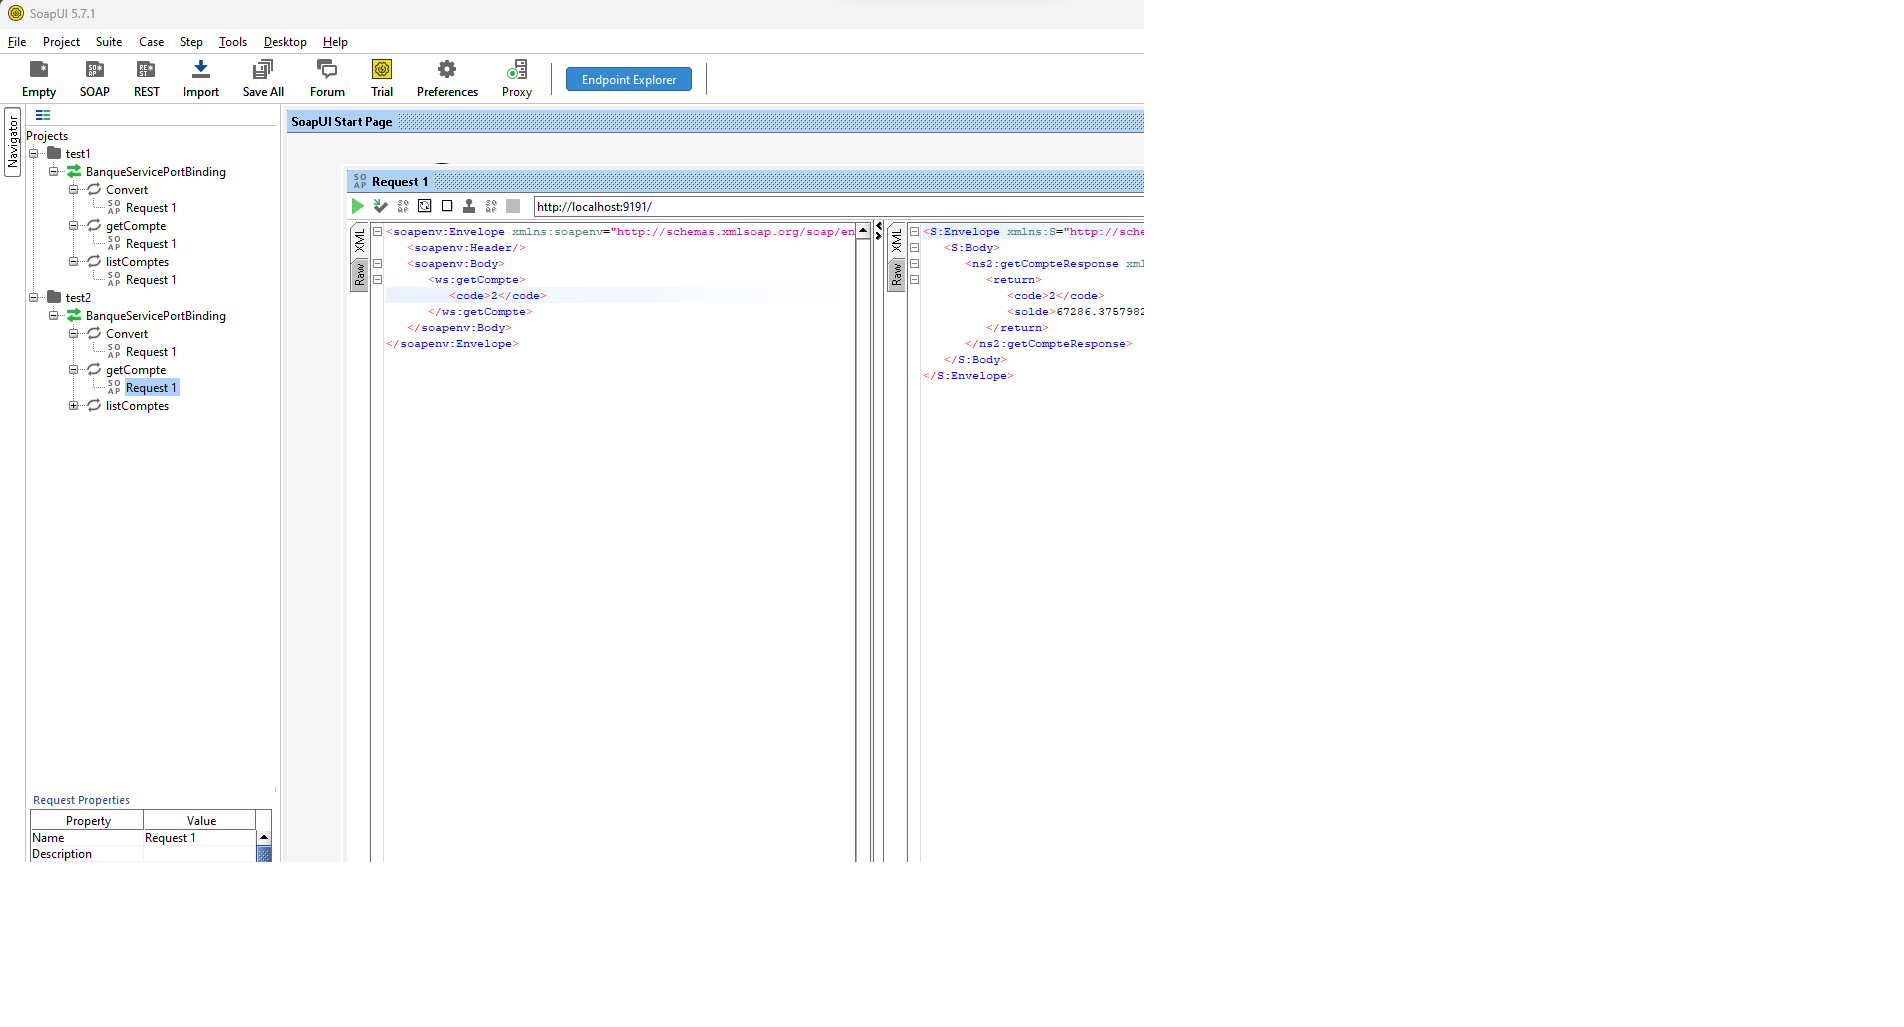 SoapUI 5.7.1
File Project Suite Case Step Tools Desktop Help
Empty SOAP REST Import Save All Forum Trial Preferences Proxy Endpoint Explorer
Navigator
Projects
test1
BanqueServicePortBinding
Convert
Request 1
getCompte
Request 1
listComptes
Request 1
test2
BanqueServicePortBinding
Convert
Request 1
getCompte
Request 1
listComptes
Request Properties
Property Value
Name Request 1
Description
SoapUI Start Page
Request 1
http://localhost:9191/
XML
Raw
<soapenv:Envelope xmlns:soapenv="http://schemas.xmlsoap.org/soap/en
<soapenv:Header/>
<soapenv:Body>
<ws:getCompte>
<code>2</code>
</ws:getCompte>
</soapenv:Body>
</soapenv:Envelope>
XML
Raw
<S:Envelope xmlns:S="http://sche
<S:Body>
<ns2:getCompteResponse xml
<return>
<code>2</code>
<solde>67286.3757982
</return>
</ns2:getCompteResponse>
</S:Body>
</S:Envelope>